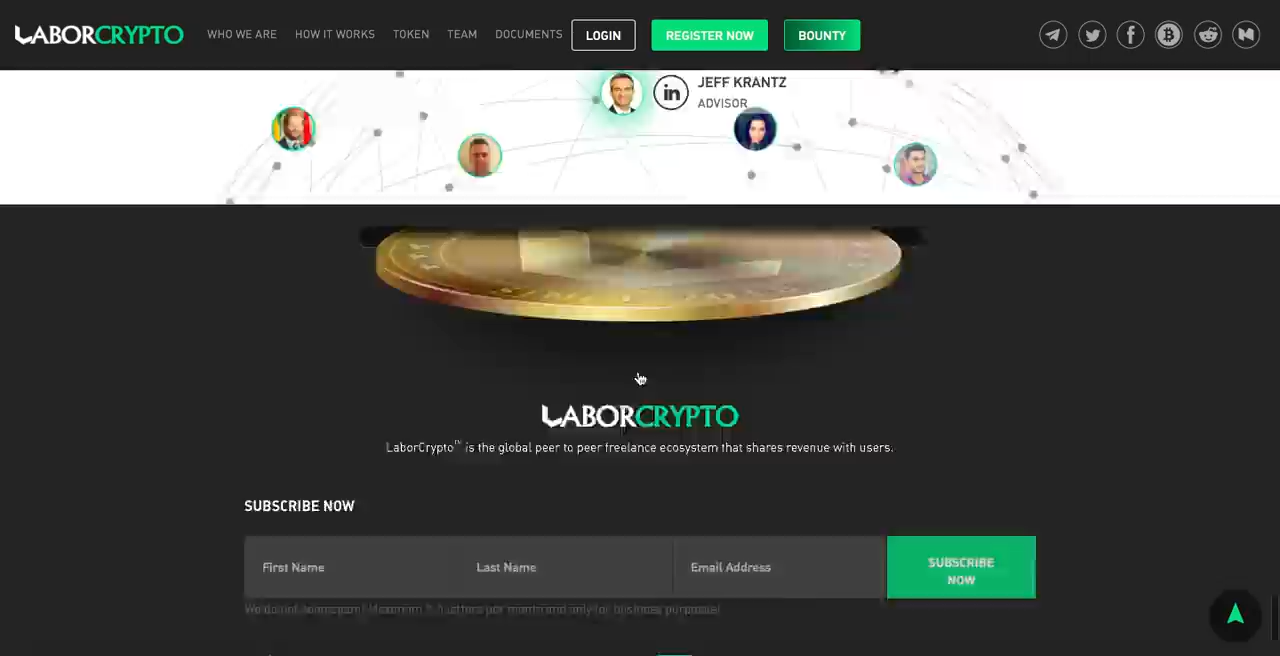 LABORCRYPTO WHO WE ARE HOW IT WORKS TOKEN TEAM DOCUMENTS LOGIN REGISTER NOW BOUNTY
in JEFF KRANTZ
ADVISOR
LABORCRYPTO
LaborCrypto™ is the global peer to peer freelance ecosystem that shares revenue with users.
SUBSCRIBE NOW
First Name Last Name Email Address SUBSCRIBE
NOW